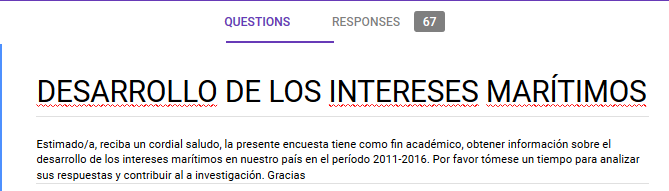 QUESTIONS RESPONSES 67
DESARROLLO DE LOS INTERESES MARÍTIMOS
Estimado/a, reciba un cordial saludo, la presente encuesta tiene como fin académico, obtener información sobre el
desarrollo de los intereses marítimos en nuestro país en el período 2011-2016. Por favor tómese un tiempo para analizar
sus respuestas y contribuir al a investigación. Gracias